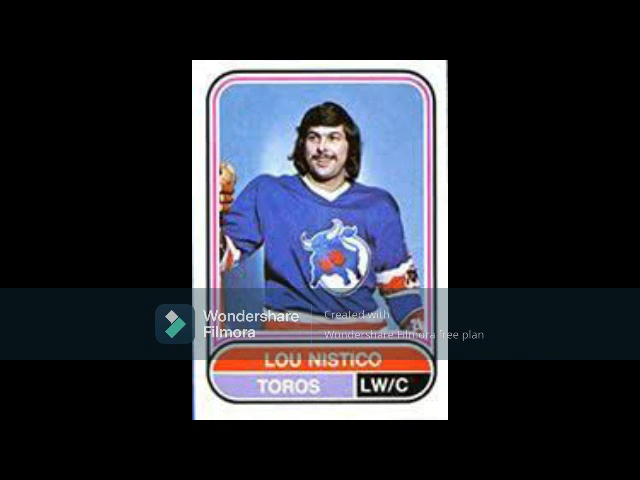 Wondershare
Filmora
Created with
Wondershare Filmora free plan
LOU NISTICO
TOROS
LW/C